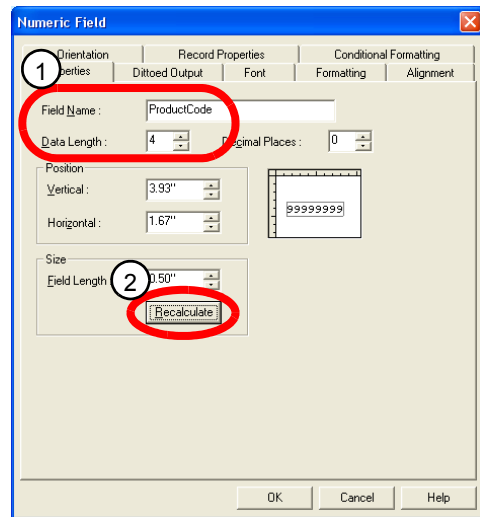 Numeric Field
Orientation Record Properties Conditional Formatting
perties Dittoed Output Font Formatting Alignment
1
Field Name : ProductCode
Data Length : 4 Decimal Places : 0
Position
Vertical : 3.93"
Horizontal : 1.67"
99999999
Size
Field Length 2 0.50"
Recalculate
OK Cancel Help